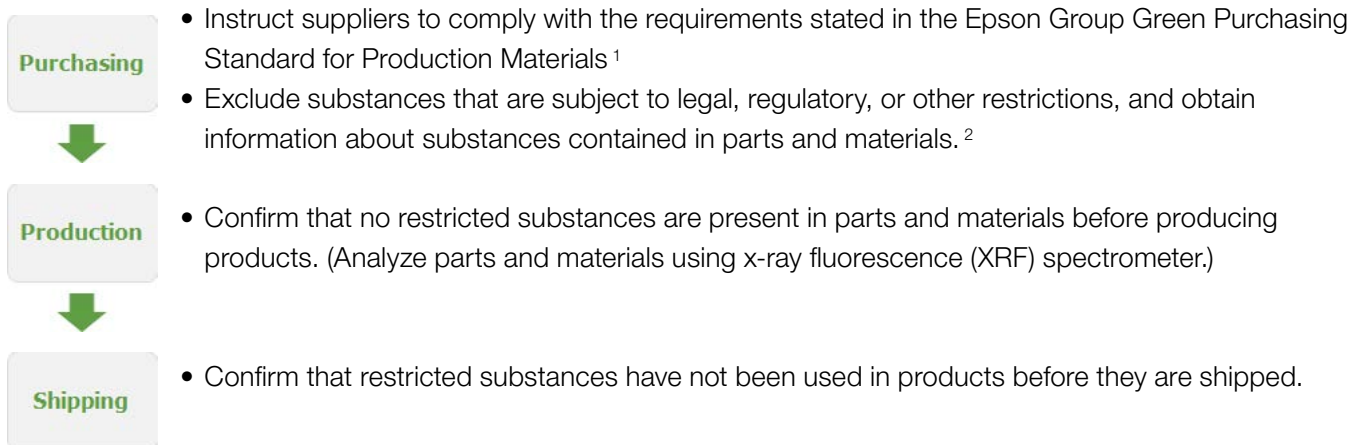 • Instruct suppliers to comply with the requirements stated in the Epson Group Green Purchasing
Purchasing
Standard for Production Materials 1
• Exclude substances that are subject to legal, regulatory, or other restrictions, and obtain
information about substances contained in parts and materials. 2
Production
• Confirm that no restricted substances are present in parts and materials before producing
products. (Analyze parts and materials using x-ray fluorescence (XRF) spectrometer.)
Shipping
• Confirm that restricted substances have not been used in products before they are shipped.